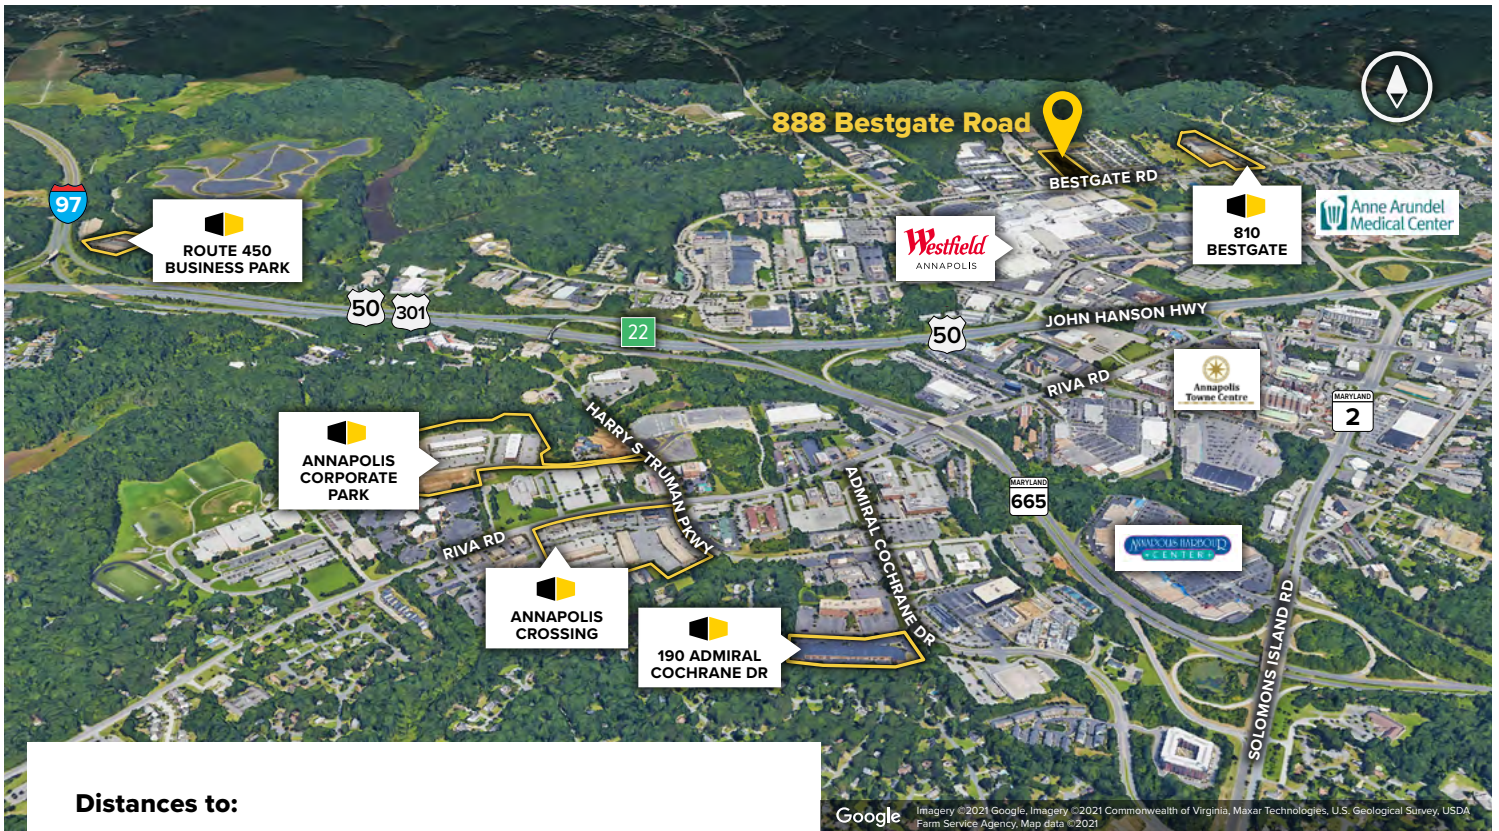 888 Bestgate Road
BESTGATE RD
97
ROUTE 450
BUSINESS PARK
Westfield
ANNAPOLIS
810
BESTGATE
Anne Arundel
Medical Center
50
301
22
50
JOHN HANSON HWY
RIVA RD
Annapolis
Towne Centre
MARYLAND
2
HARRY S TRUMAN PKWY
ANNAPOLIS
CORPORATE
PARK
ADMIRAL COCHRANE DR
MARYLAND
665
RIVA RD
ANNAPOLIS HARBOUR
CENTER
ANNAPOLIS
CROSSING
190 ADMIRAL
COCHRANE DR
SOLOMONS ISLAND RD
Distances to:
Google
Imagery ©2021 Google, Imagery ©2021 Commonwealth of Virginia, Maxar Technologies, U.S. Geological Survey, USDA
Farm Service Agency, Map data ©2021